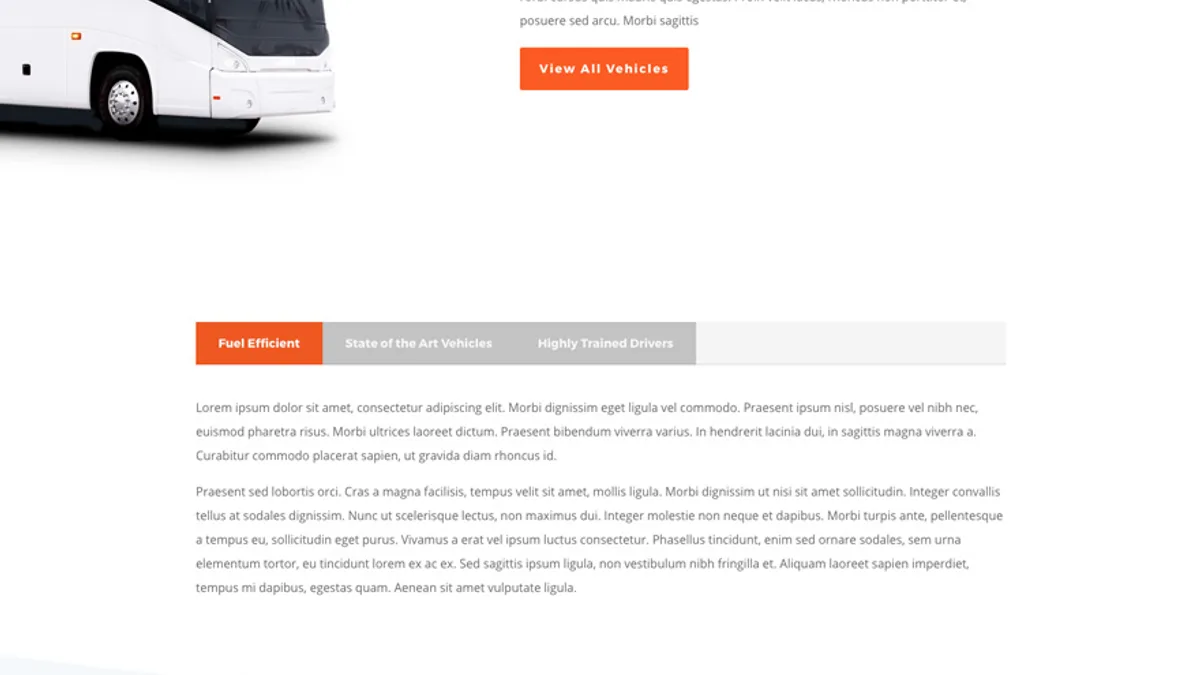 posuere sed arcu. Morbi sagittis
View All Vehicles
Fuel Efficient
State of the Art Vehicles
Highly Trained Drivers
Lorem ipsum dolor sit amet, consectetur adipiscing elit. Morbi dignissim eget ligula vel commodo. Praesent ipsum nisl, posuere vel nibh nec,
euismod pharetra risus. Morbi ultrices laoreet dictum. Praesent bibendum viverra varius. In hendrerit lacinia dui, in sagittis magna viverra a.
Curabitur commodo placerat sapien, ut gravida diam rhoncus id.
Praesent sed lobortis orci. Cras a magna facilisis, tempus velit sit amet, mollis ligula. Morbi dignissim ut nisi sit amet sollicitudin. Integer convallis
tellus at sodales dignissim. Nunc ut scelerisque lectus, non maximus dui. Integer molestie non neque et dapibus. Morbi turpis ante, pellentesque
a tempus eu, sollicitudin eget purus. Vivamus a erat vel ipsum luctus consectetur. Phasellus tincidunt, enim sed ornare sodales, sem urna
elementum tortor, eu tincidunt lorem ex ac ex. Sed sagittis ipsum ligula, non vestibulum nibh fringilla et. Aliquam laoreet sapien imperdiet,
tempus mi dapibus, egestas quam. Aenean sit amet vulputate ligula.